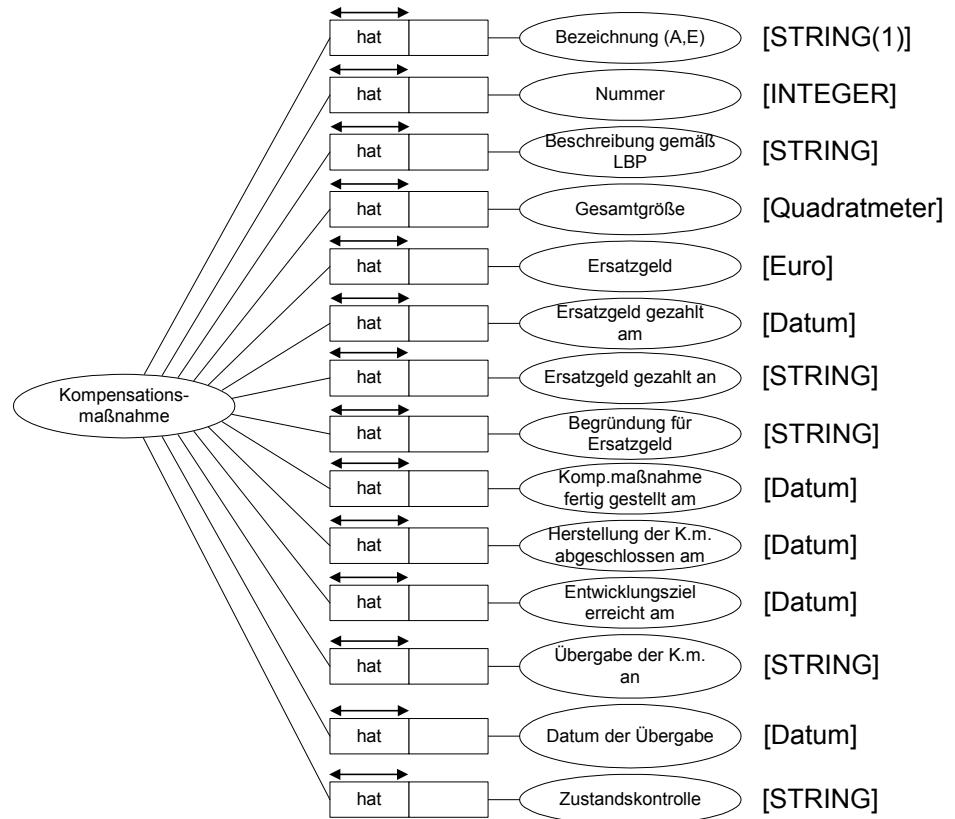 hat
Bezeichnung (A,E)
[STRING(1)]
hat
Nummer
[INTEGER]
hat
Beschreibung gemäß
LBP
[STRING]
hat
Gesamtgröße
[Quadratmeter]
hat
Ersatzgeld
[Euro]
hat
Ersatzgeld gezahlt
am
[Datum]
hat
Ersatzgeld gezahlt an
[STRING]
Kompensations-
maßnahme
hat
Begründung für
Ersatzgeld
[STRING]
hat
Komp.maßnahme
fertig gestellt am
[Datum]
hat
Herstellung der K.m.
abgeschlossen am
[Datum]
hat
Entwicklungsziel
erreicht am
[Datum]
hat
Übergabe der K.m.
an
[STRING]
hat
Datum der Übergabe
[Datum]
hat
Zustandskontrolle
[STRING]